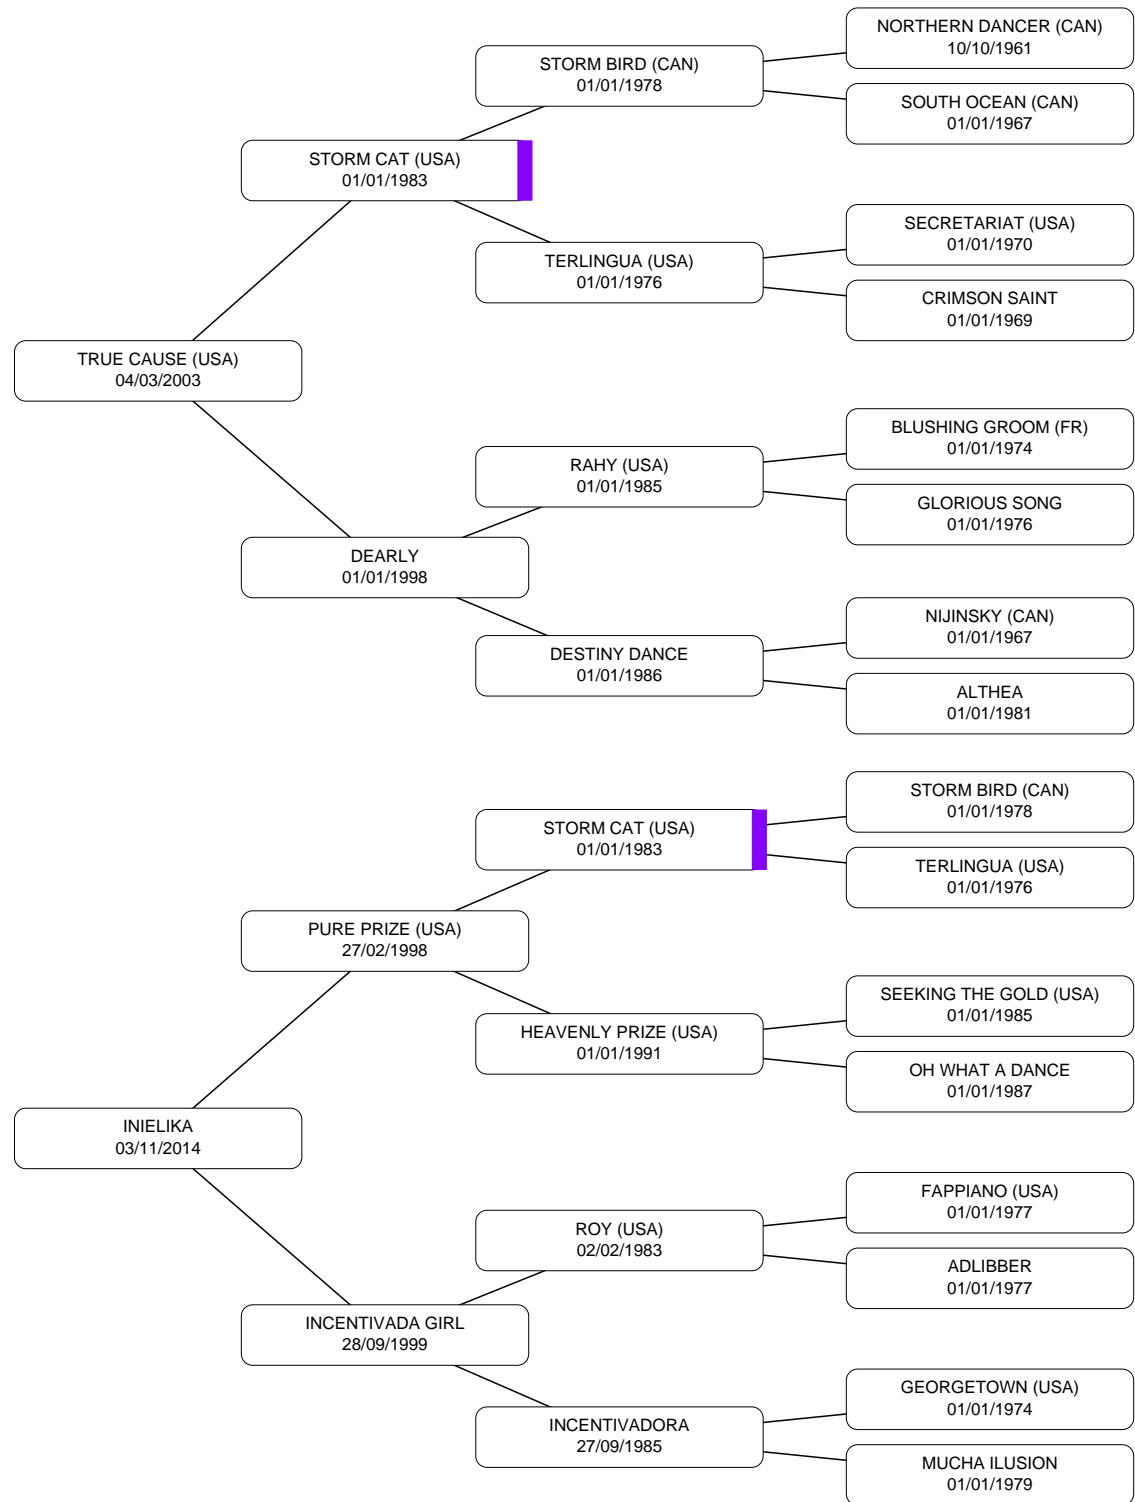 NORTHERN DANCER (CAN)
10/10/1961
STORM BIRD (CAN)
01/01/1978
SOUTH OCEAN (CAN)
01/01/1967
STORM CAT (USA)
01/01/1983
SECRETARIAT (USA)
01/01/1970
TERLINGUA (USA)
01/01/1976
CRIMSON SAINT
01/01/1969
TRUE CAUSE (USA)
04/03/2003
BLUSHING GROOM (FR)
01/01/1974
RAHY (USA)
01/01/1985
GLORIOUS SONG
01/01/1976
DEARLY
01/01/1998
NIJINSKY (CAN)
01/01/1967
DESTINY DANCE
01/01/1986
ALTHEA
01/01/1981
STORM BIRD (CAN)
01/01/1978
STORM CAT (USA)
01/01/1983
TERLINGUA (USA)
01/01/1976
PURE PRIZE (USA)
27/02/1998
SEEKING THE GOLD (USA)
01/01/1985
HEAVENLY PRIZE (USA)
01/01/1991
OH WHAT A DANCE
01/01/1987
INIELIKA
03/11/2014
FAPPIANO (USA)
01/01/1977
ROY (USA)
02/02/1983
ADLIBBER
01/01/1977
INCENTIVADA GIRL
28/09/1999
GEORGETOWN (USA)
01/01/1974
INCENTIVADORA
27/09/1985
MUCHA ILUSION
01/01/1979